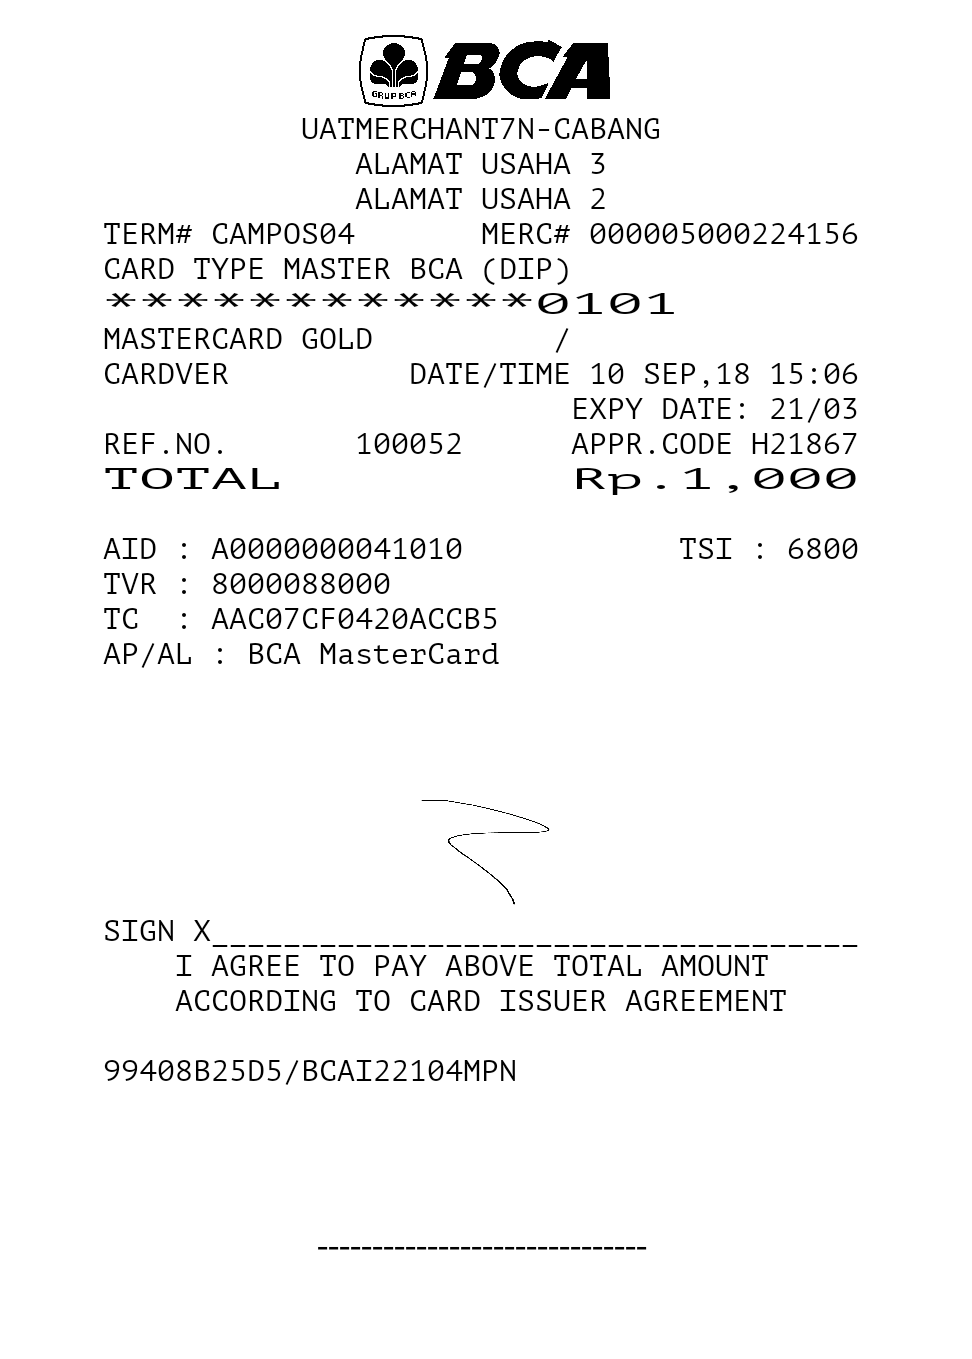 GRUP BCA
BCA
UATMERCHANT7N-CABANG
ALAMAT USAHA 3
ALAMAT USAHA 2
TERM# CAMPOS04 MERC# 000005000224156
CARD TYPE MASTER BCA (DIP)
************0101
MASTERCARD GOLD /
CARDVER DATE/TIME 10 SEP,18 15:06
EXPY DATE: 21/03
REF.NO. 100052 APPR.CODE H21867
TOTAL Rp.1,000
AID : A0000000041010 TSI : 6800
TVR : 8000088000
TC : AAC07CF0420ACCB5
AP/AL : BCA MasterCard
SIGN X____________________________________
I AGREE TO PAY ABOVE TOTAL AMOUNT
ACCORDING TO CARD ISSUER AGREEMENT
99408B25D5/BCAI22104MPN
------------------------------